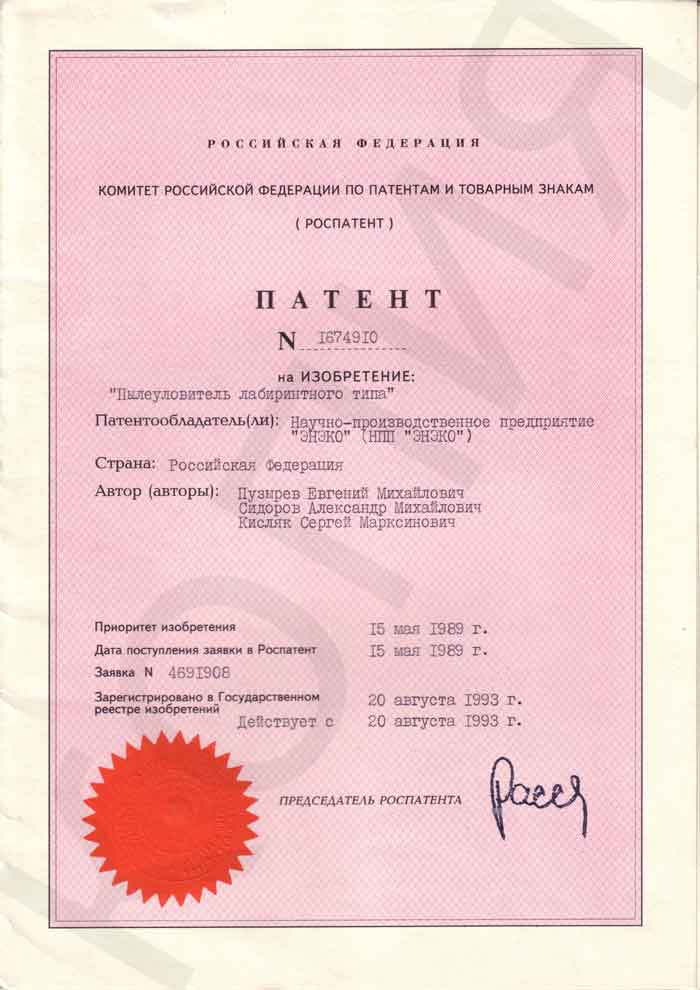 РОССИЙСКАЯ ФЕДЕРАЦИЯ
КОМИТЕТ РОССИЙСКОЙ ФЕДЕРАЦИИ ПО ПАТЕНТАМ И ТОВАРНЫМ ЗНАКАМ
( РОСПАТЕНТ )
ПАТЕНТ
N 1674910
на ИЗОБРЕТЕНИЕ:
"Пылеуловитель лабиринтного типа"
Патентообладатель(ли): Научно-производственное предприятие
"ЭНЭКО" (НПП "ЭНЭКО")
Страна: Российская Федерация
Автор (авторы): Пузырев Евгений Михайлович
Сидоров Александр Михайлович
Кисляк Сергей Марксинович
Приоритет изобретения 15 мая 1989 г.
Дата поступления заявки в Роспатент 15 мая 1989 г.
Заявка N 4691908
Зарегистрировано в Государственном
реестре изобретений 20 августа 1993 г.
Действует с 20 августа 1993 г.
ПРЕДСЕДАТЕЛЬ РОСПАТЕНТА
КОПИЯ